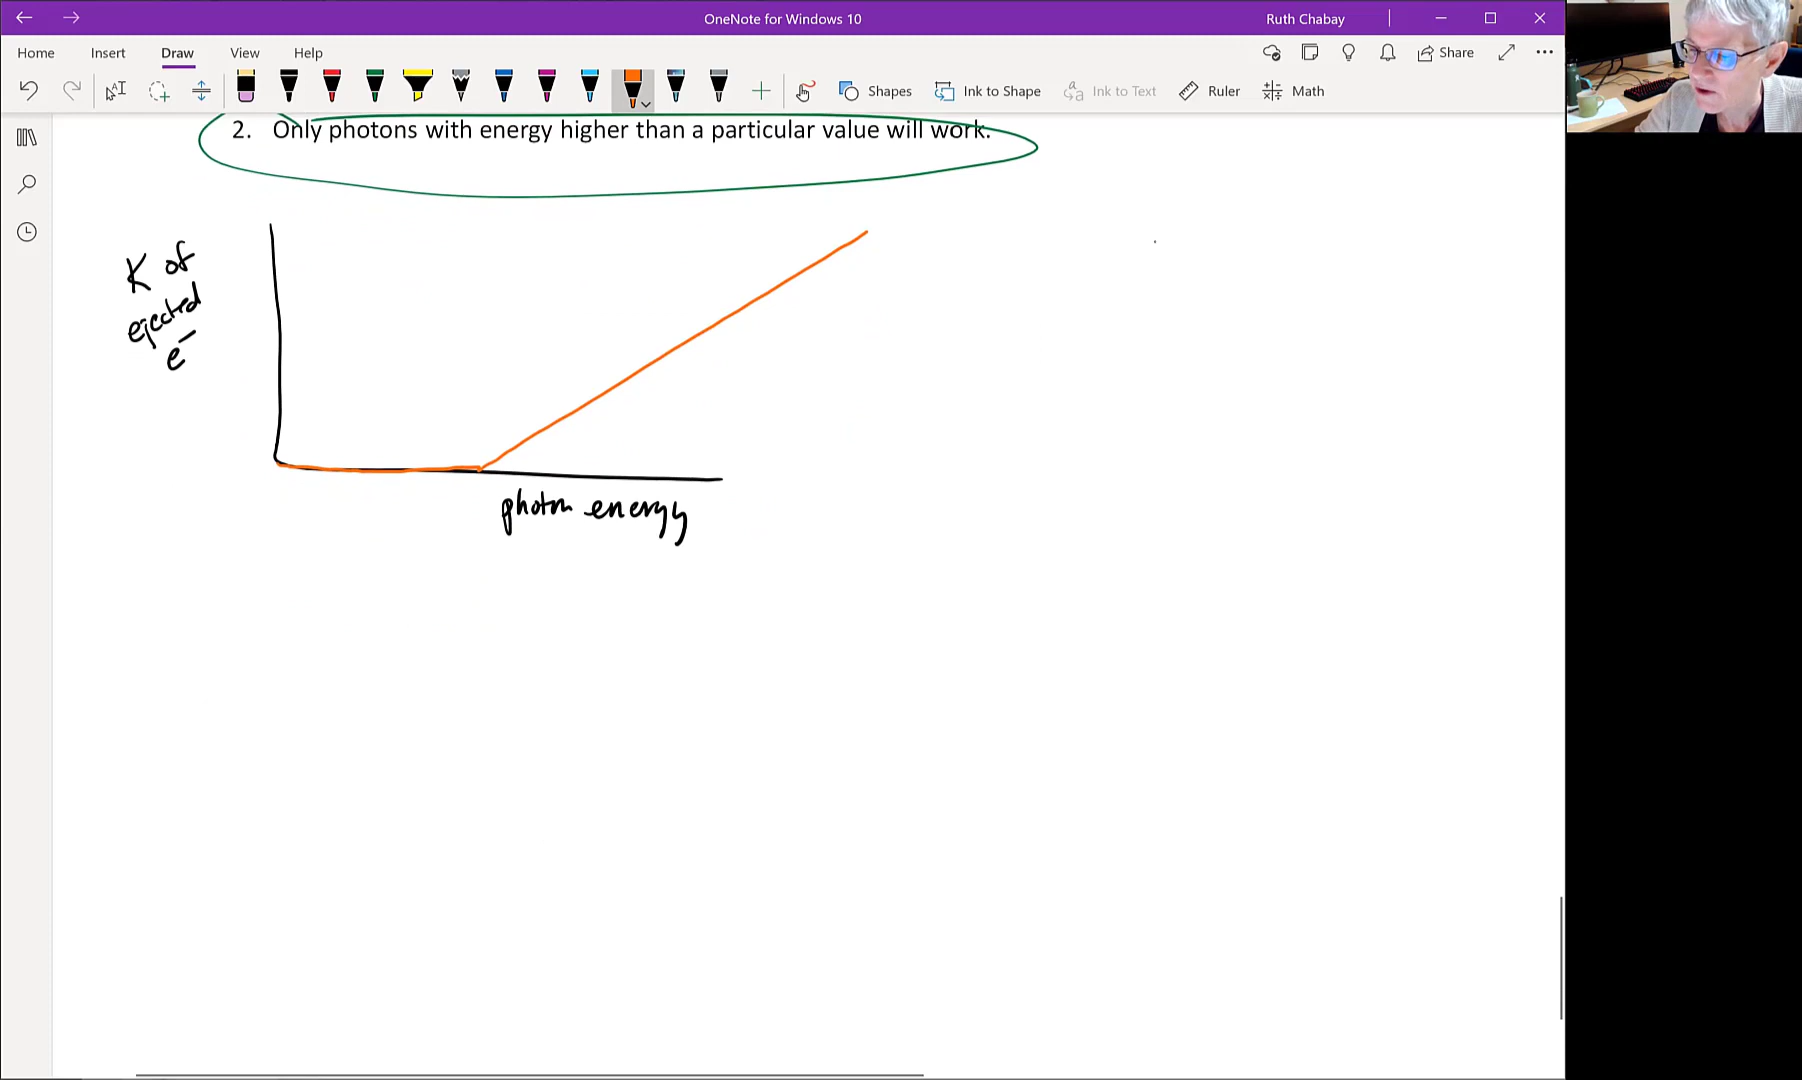 OneNote for Windows 10
Ruth Chabay
Home Insert Draw View Help
Share
Shapes Ink to Shape Ink to Text Ruler Math
2. Only photons with energy higher than a particular value will work.
K of
ejected
e⁻
photon energy